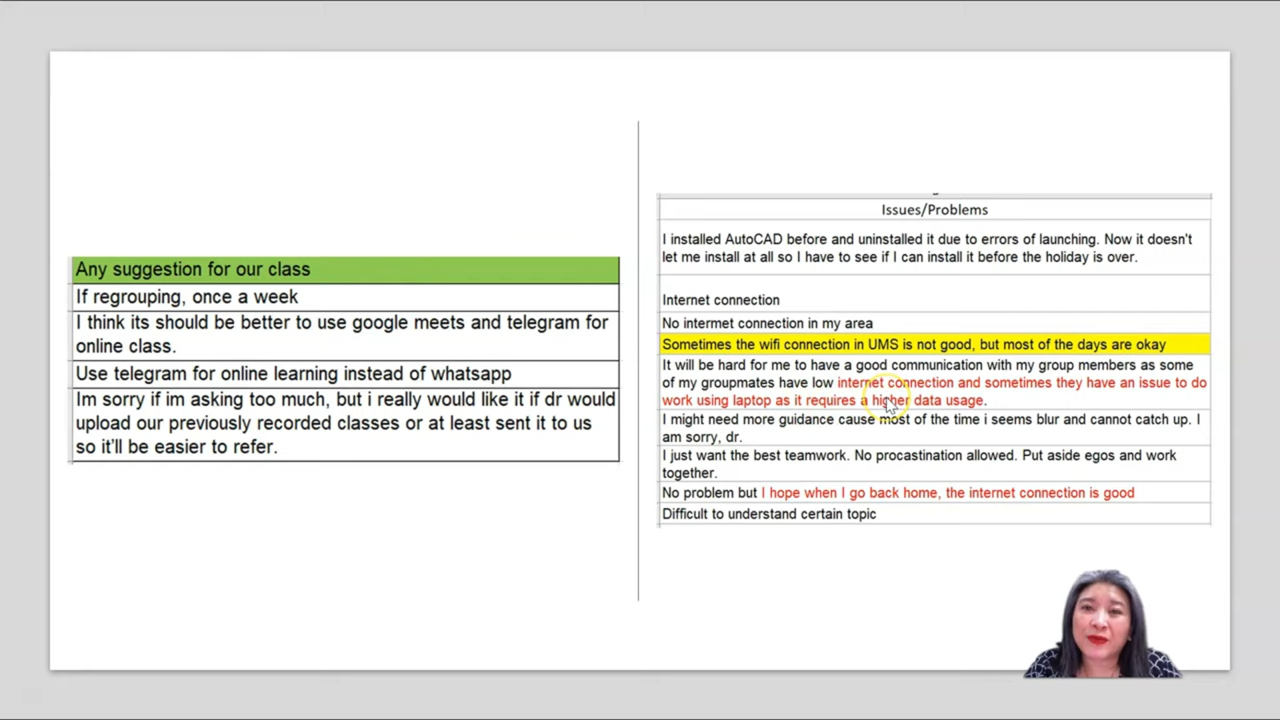 Any suggestion for our class
If regrouping, once a week
I think its should be better to use google meets and telegram for
online class.
Use telegram for online learning instead of whatsapp
Im sorry if im asking too much, but i really would like it if dr would
upload our previously recorded classes or at least sent it to us
so it'll be easier to refer.
Issues/Problems
I installed AutoCAD before and uninstalled it due to errors of launching. Now it doesn't
let me install at all so I have to see if I can install it before the holiday is over.
Internet connection
No internet connection in my area
Sometimes the wifi connection in UMS is not good, but most of the days are okay
It will be hard for me to have a good communication with my group members as some
of my groupmates have low internet connection and sometimes they have an issue to do
work using laptop as it requires a higher data usage.
I might need more guidance cause most of the time i seems blur and cannot catch up. I
am sorry, dr.
I just want the best teamwork. No procastination allowed. Put aside egos and work
together.
No problem but I hope when I go back home, the internet connection is good
Difficult to understand certain topic